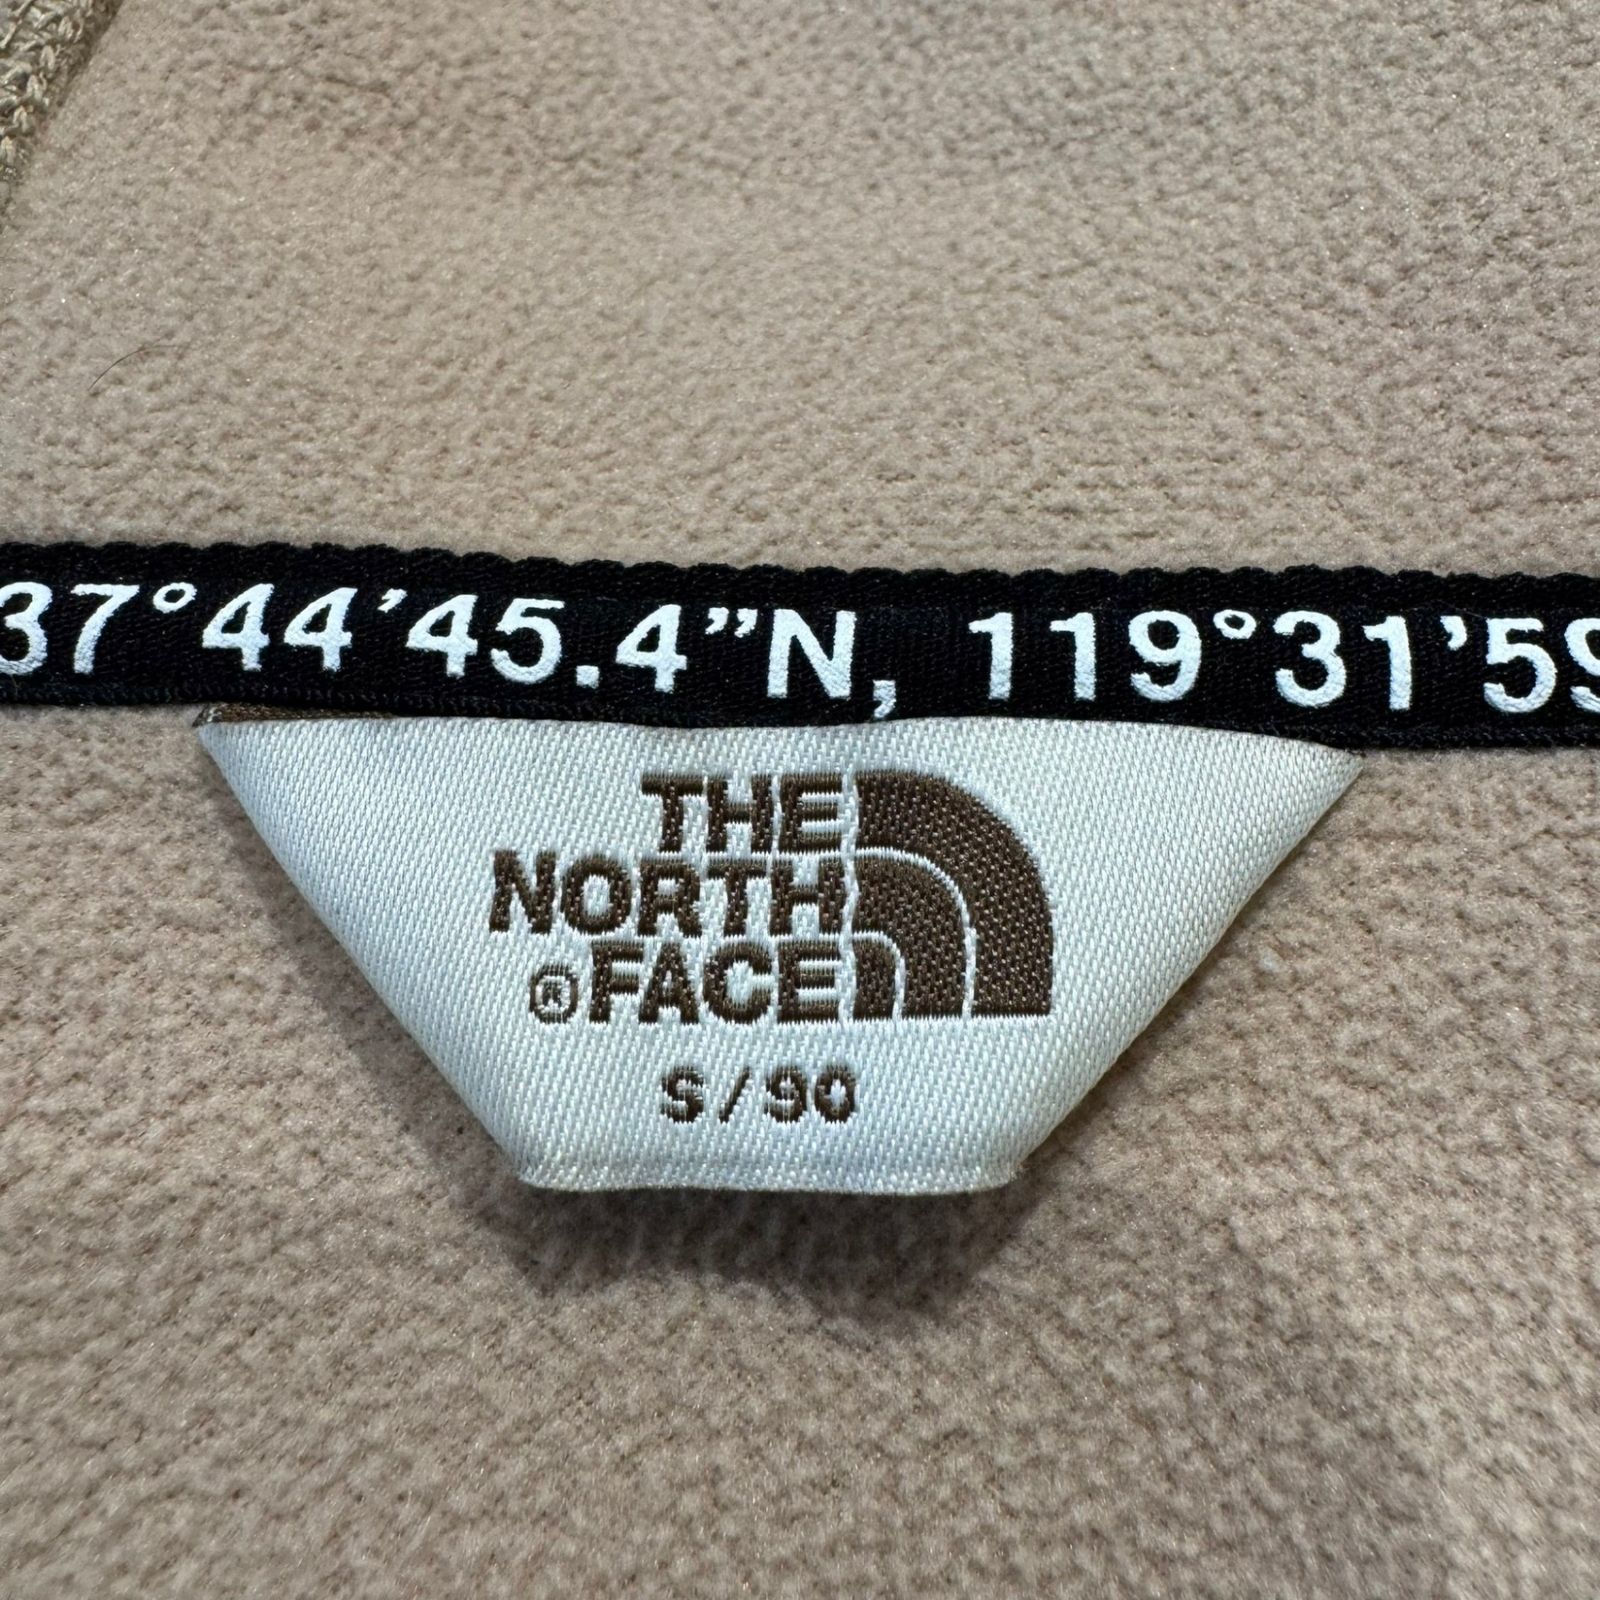 37°44’45.4”N, 119°31’59
THE
NORTH
®FACE
S/90